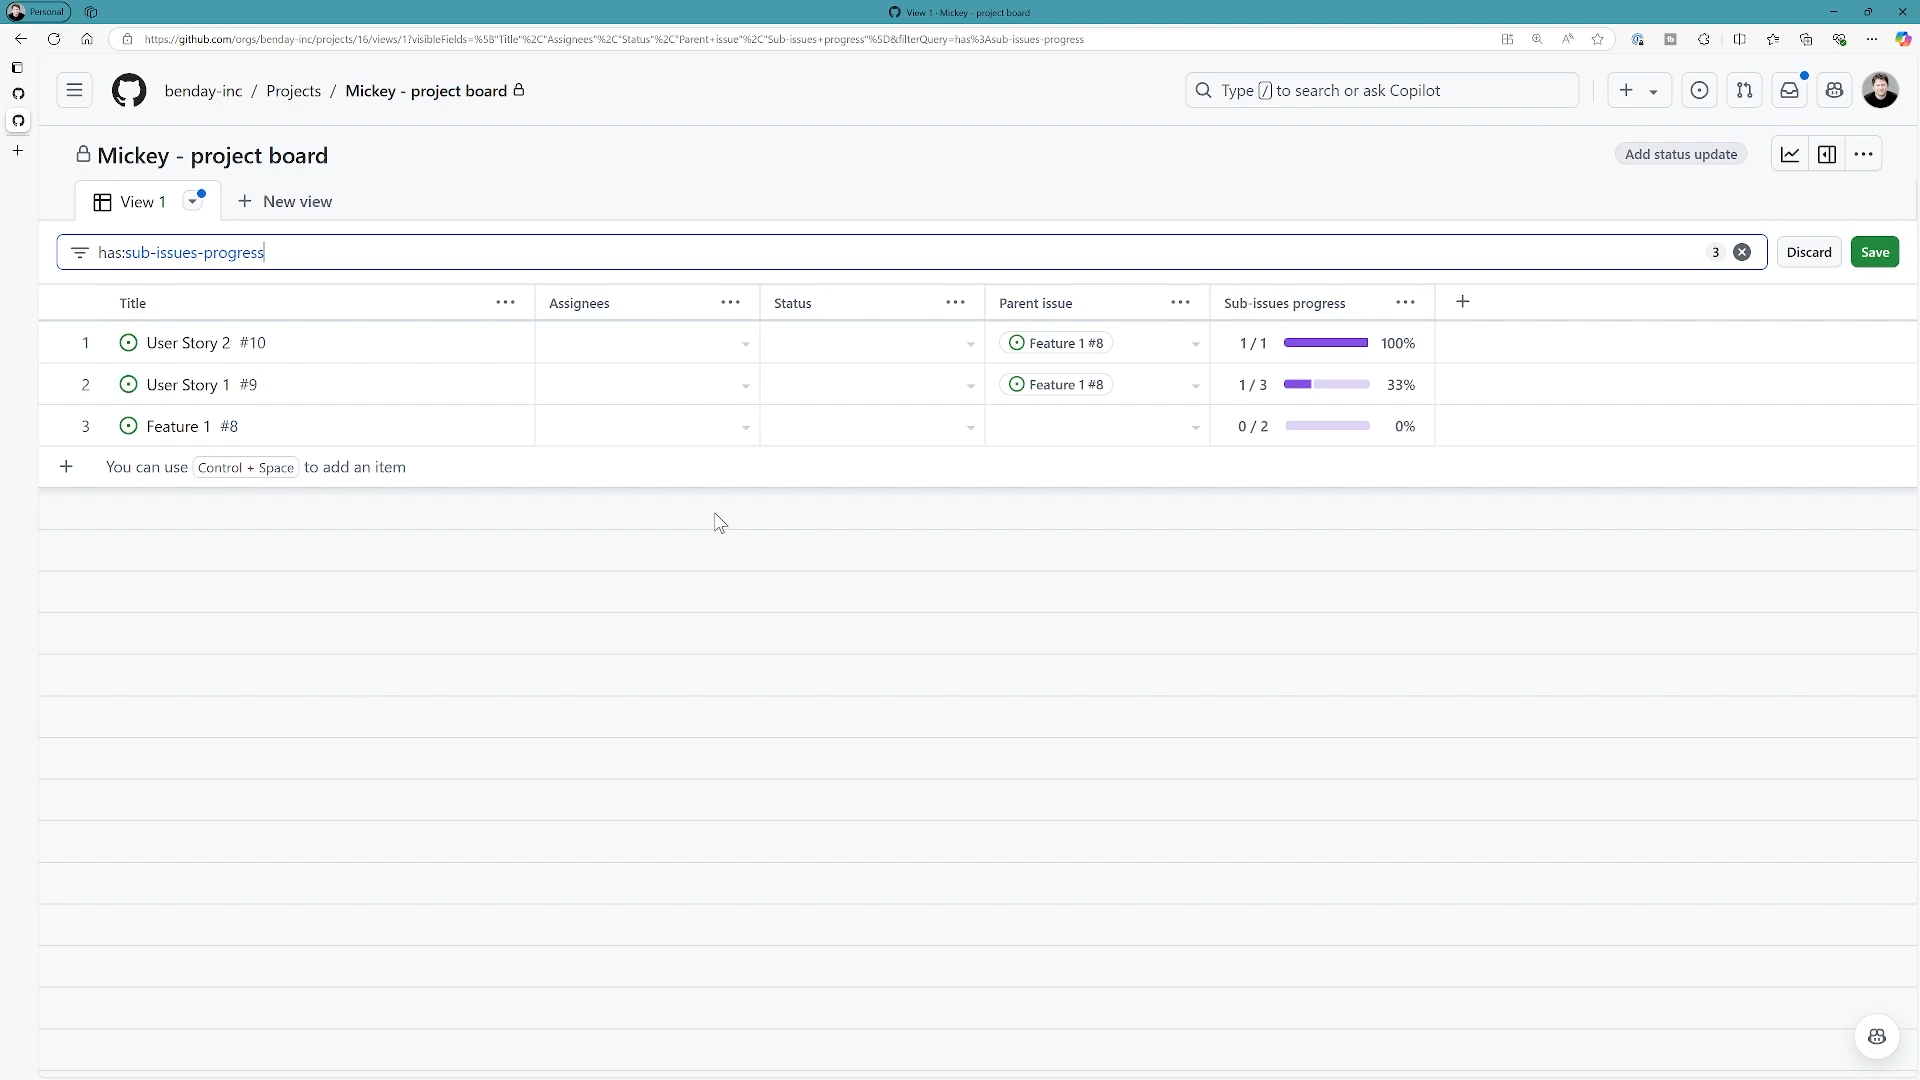 Personal
View 1 · Mickey - project board
https://github.com/orgs/benday-inc/projects/16/views/1?visibleFields=%5B"Title"%2C"Assignees"%2C"Status"%2C"Parent+issue"%2C"Sub-issues+progress"%5D&filterQuery=has%3Asub-issues-progress
benday-inc / Projects / Mickey - project board
Type / to search or ask Copilot
Mickey - project board
Add status update
View 1
New view
has:sub-issues-progress
3
Discard
Save
Title Assignees Status Parent issue Sub-issues progress
1 User Story 2 #10 Feature 1 #8 1 / 1 100%
2 User Story 1 #9 Feature 1 #8 1 / 3 33%
3 Feature 1 #8 0 / 2 0%
You can use Control + Space to add an item